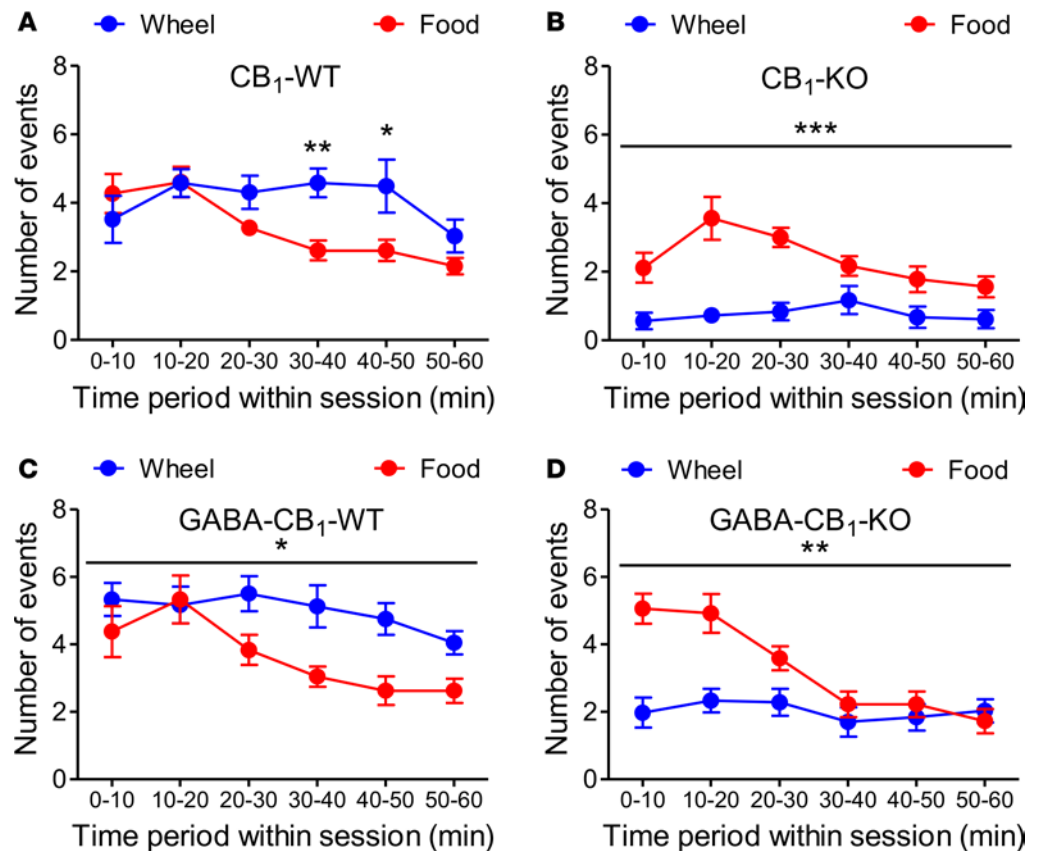 A Wheel Food
CB₁-WT
** *
Number of events
8
6
4
2
0
0-10 10-20 20-30 30-40 40-50 50-60
Time period within session (min)
B Wheel Food
CB₁-KO
***
Number of events
8
6
4
2
0
0-10 10-20 20-30 30-40 40-50 50-60
Time period within session (min)
C Wheel Food
GABA-CB₁-WT
*
Number of events
8
6
4
2
0
0-10 10-20 20-30 30-40 40-50 50-60
Time period within session (min)
D Wheel Food
GABA-CB₁-KO
**
Number of events
8
6
4
2
0
0-10 10-20 20-30 30-40 40-50 50-60
Time period within session (min)